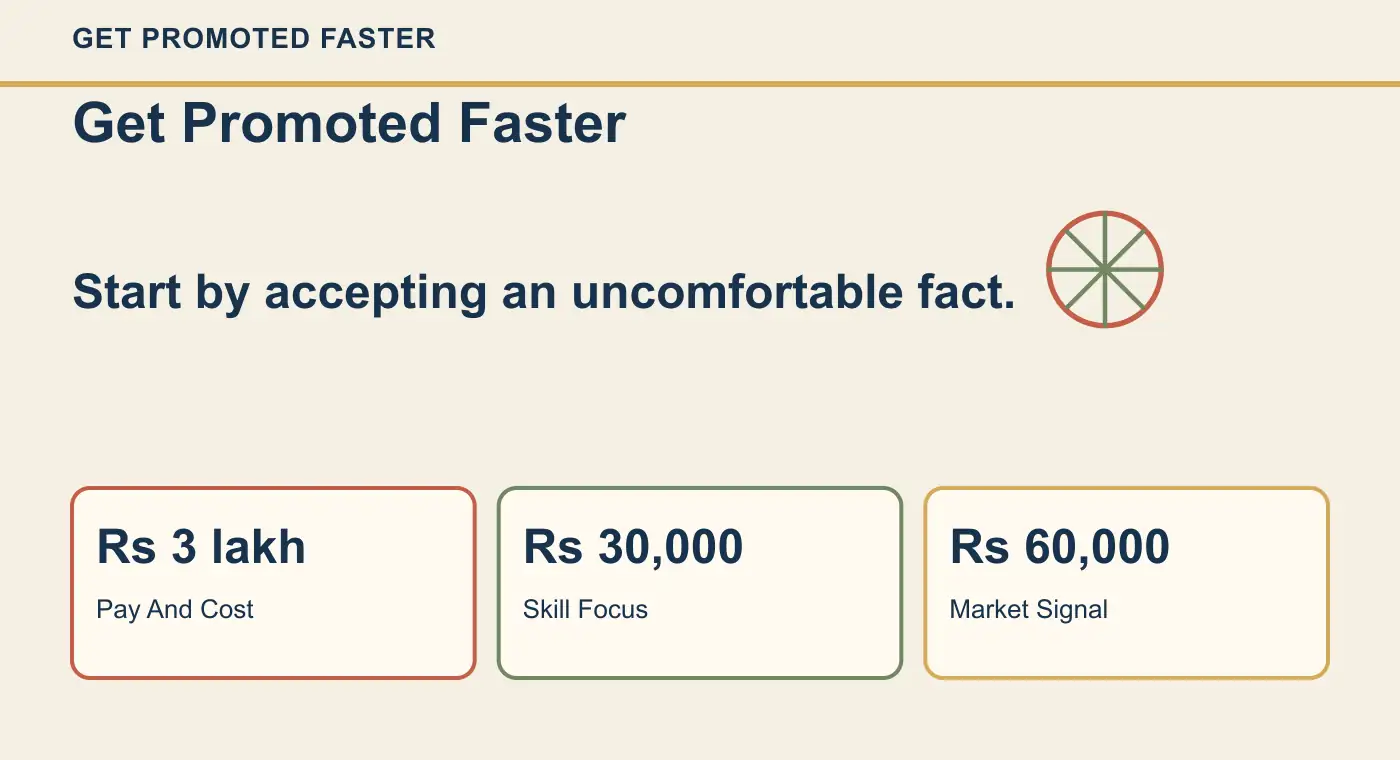 GET PROMOTED FASTER
Get Promoted Faster
Start by accepting an uncomfortable fact.
Rs 3 lakh
Pay And Cost
Rs 30,000
Skill Focus
Rs 60,000
Market Signal